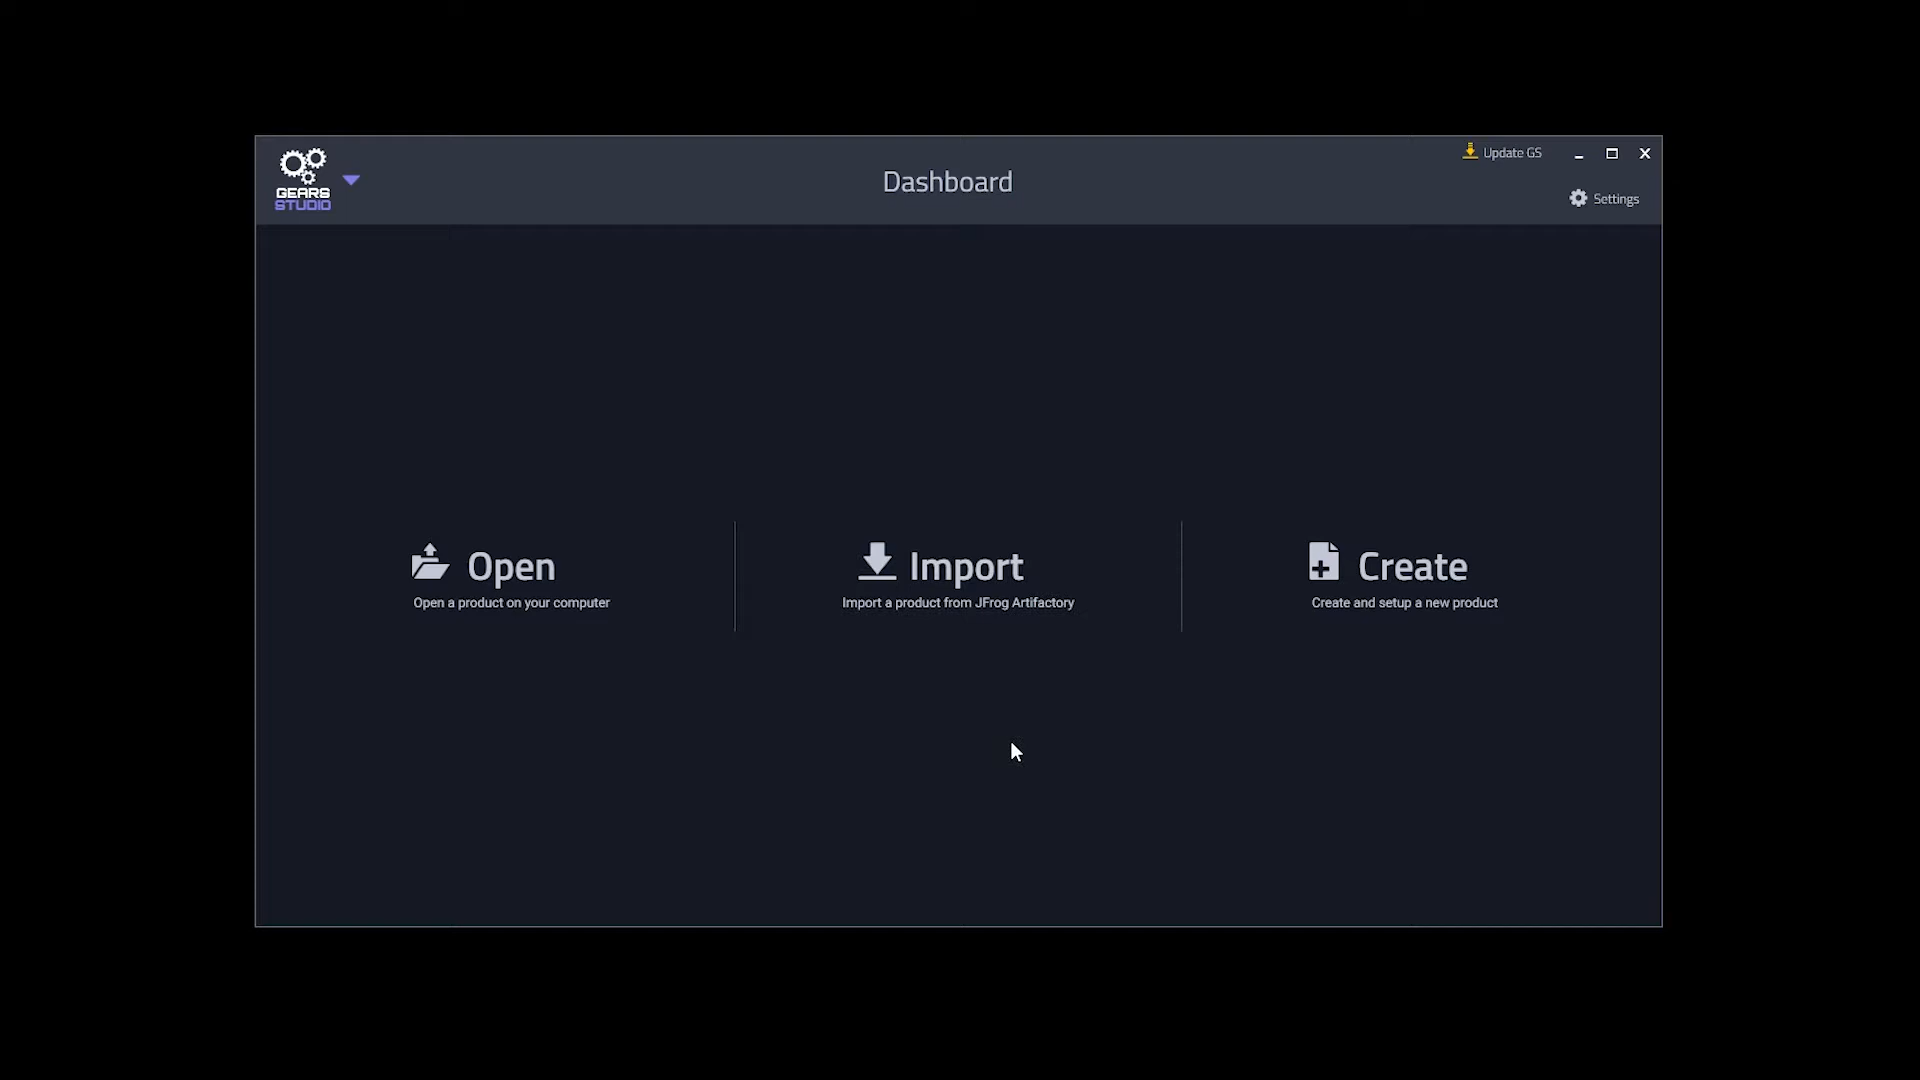 GEARS
STUDIO
Dashboard
Update GS
Settings
Open
Open a product on your computer
Import
Import a product from JFrog Artifactory
Create
Create and setup a new product